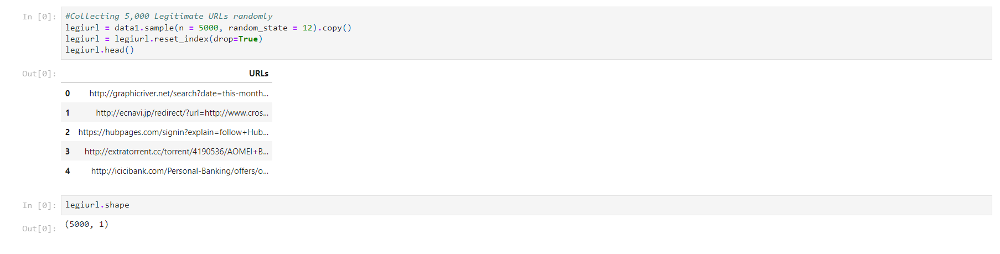 In [0]: #Collecting 5,000 Legitimate URLs randomly
legiurl = data1.sample(n = 5000, random_state = 12).copy()
legiurl = legiurl.reset_index(drop=True)
legiurl.head()
Out[0]: URLs
0 http://graphicriver.net/search?date=this-month...
1 http://ecnavi.jp/redirect/?url=http://www.cros...
2 https://hubpages.com/signin?explain=follow+Hub...
3 http://extratorrent.cc/torrent/4190536/AOMEI+B...
4 http://icicibank.com/Personal-Banking/offers/o...
In [0]: legiurl.shape
Out[0]: (5000, 1)